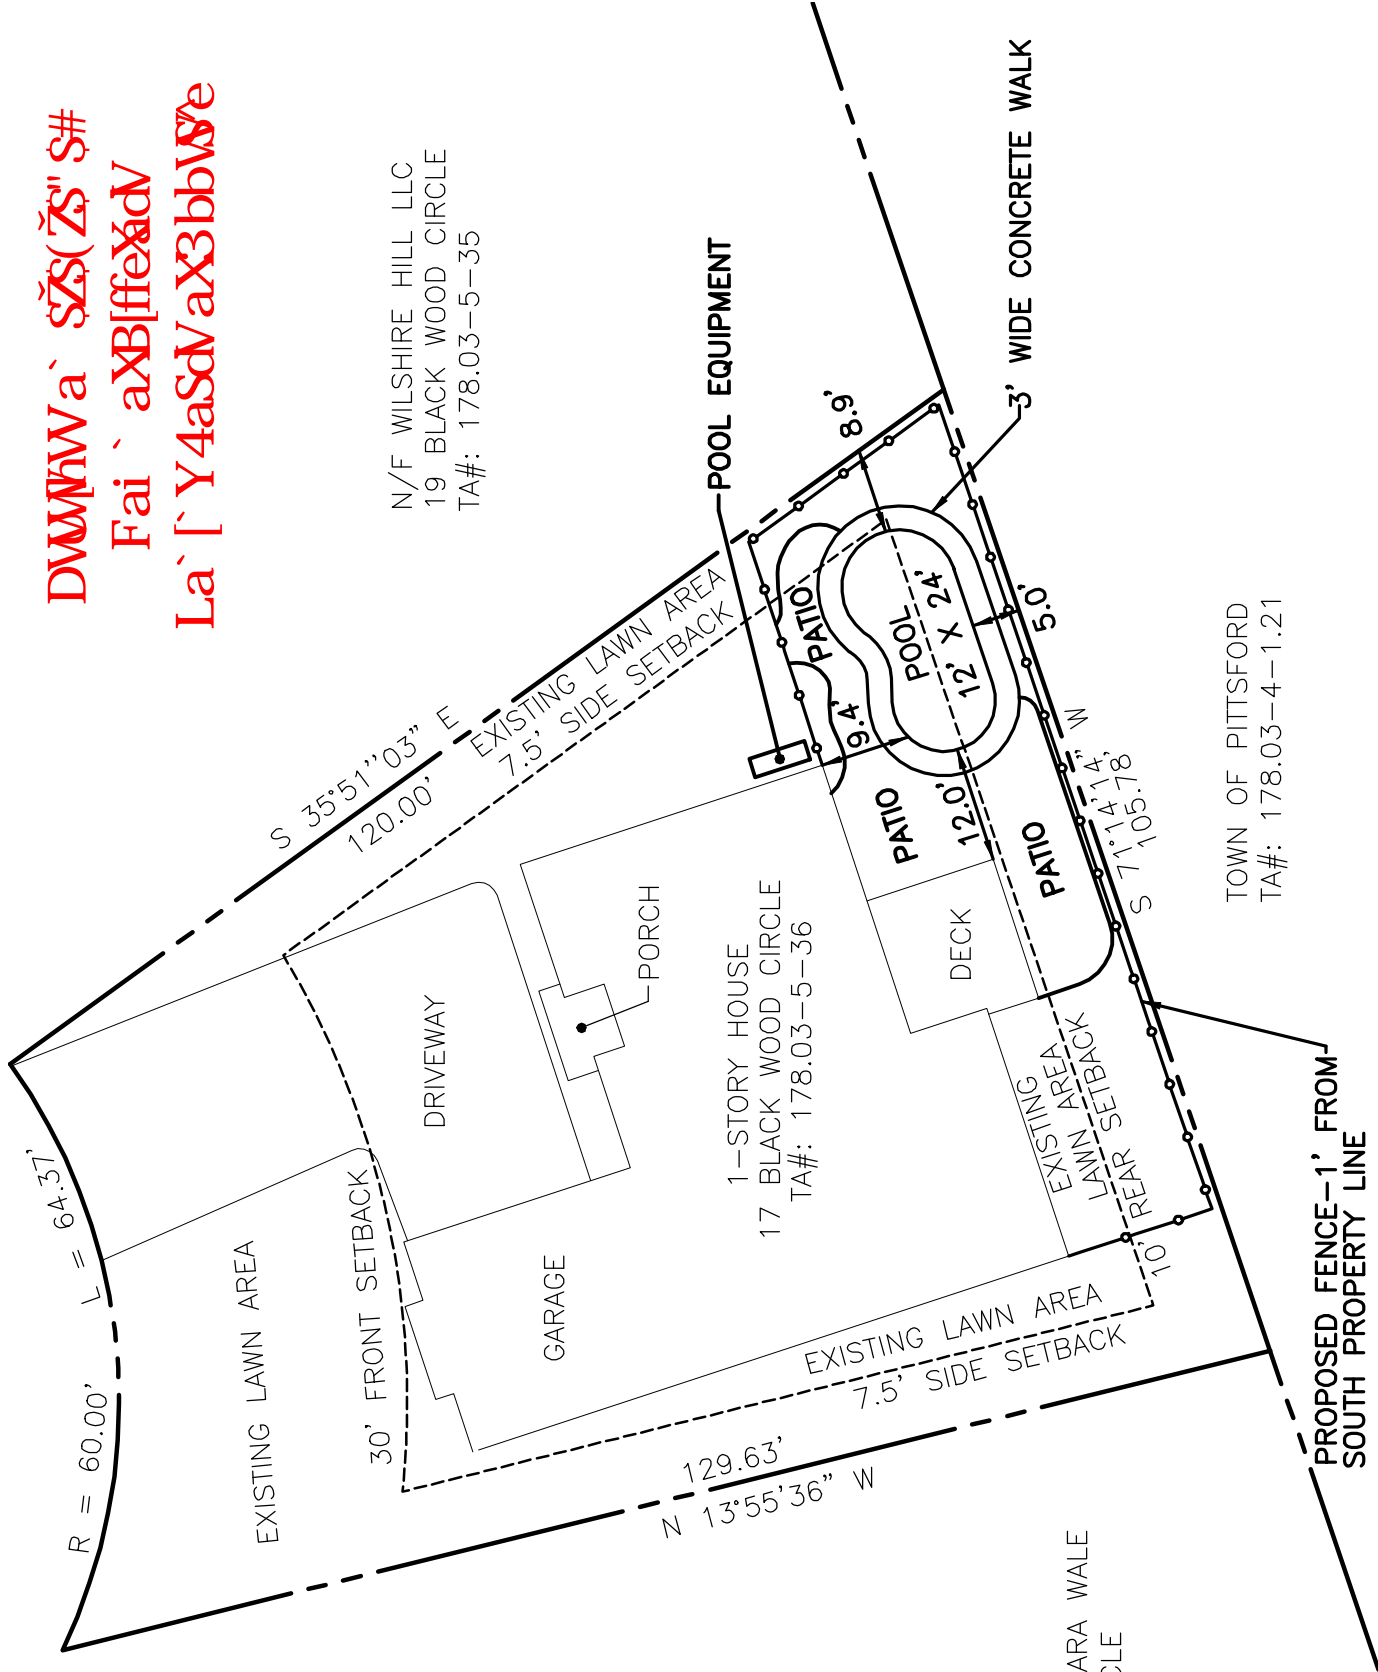 N/F WILSHIRE HILL LLC
19 BLACK WOOD CIRCLE
TA#: 178.03-5-35
POOL EQUIPMENT
3' WIDE CONCRETE WALK
S 35°51'03" E
120.00'
EXISTING LAWN AREA
7.5' SIDE SETBACK
8.9'
PATIO
POOL
12' X 24'
5.0'
9.4'
12.0'
PATIO
PATIO
S 71°14'14" W
105.78'
TOWN OF PITTSFORD
TA#: 178.03-4-1.21
R = 60.00'
L = 64.37'
DRIVEWAY
PORCH
DECK
1-STORY HOUSE
17 BLACK WOOD CIRCLE
TA#: 178.03-5-36
EXISTING LAWN AREA
30' FRONT SETBACK
GARAGE
EXISTING
LAWN AREA
10' REAR SETBACK
EXISTING LAWN AREA
7.5' SIDE SETBACK
129.63'
N 13°55'36" W
PROPOSED FENCE-1' FROM
SOUTH PROPERTY LINE
ARA WALE
CLE